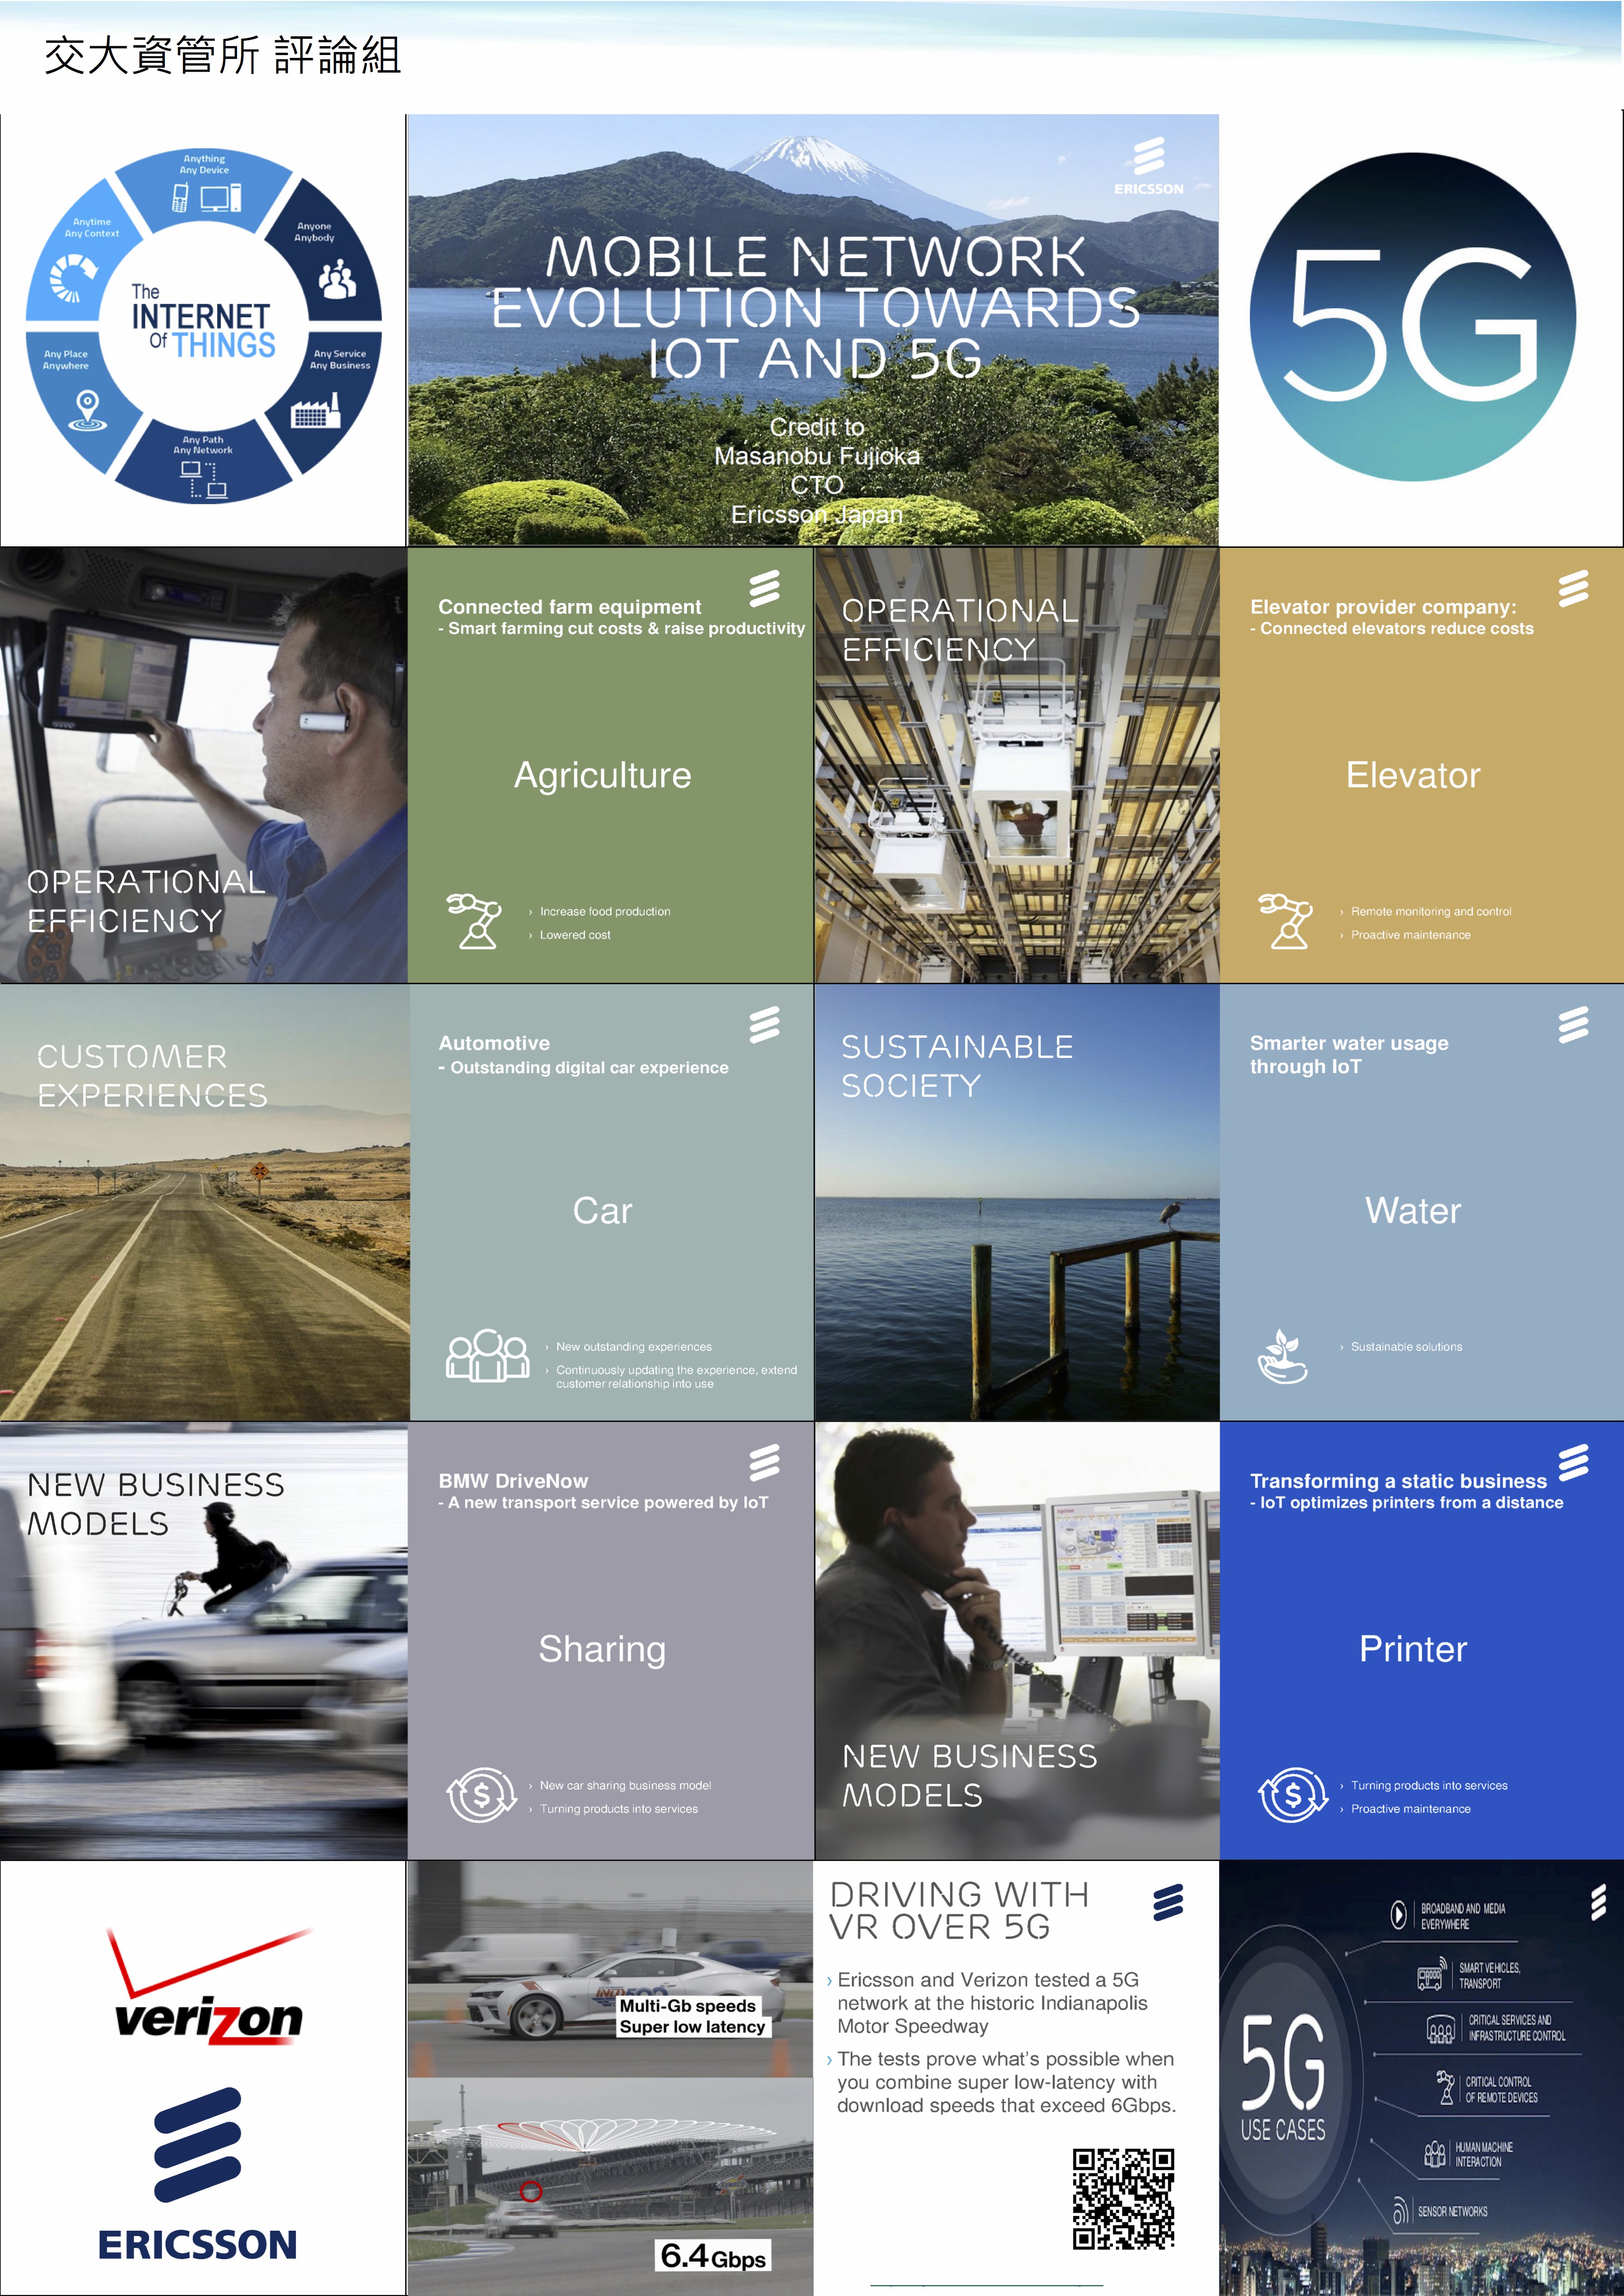 交大資管所 評論組
Anything
Any Device
Anyone
Anybody
Any Service
Any Business
Any Path
Any Network
Any Place
Anywhere
Anytime
Any Context
The
INTERNET
Of THINGS
ERICSSON
MOBILE NETWORK
EVOLUTION TOWARDS
IOT AND 5G
Credit to
Masanobu Fujioka
CTO
Ericsson Japan
5G
OPERATIONAL
EFFICIENCY
Connected farm equipment
- Smart farming cut costs & raise productivity
Agriculture
› Increase food production
› Lowered cost
OPERATIONAL
EFFICIENCY
Elevator provider company:
- Connected elevators reduce costs
Elevator
› Remote monitoring and control
› Proactive maintenance
CUSTOMER
EXPERIENCES
Automotive
- Outstanding digital car experience
Car
› New outstanding experiences
› Continuously updating the experience, extend
customer relationship into use
SUSTAINABLE
SOCIETY
Smarter water usage
through IoT
Water
› Sustainable solutions
NEW BUSINESS
MODELS
BMW DriveNow
- A new transport service powered by IoT
Sharing
› New car sharing business model
› Turning products into services
NEW BUSINESS
MODELS
Transforming a static business
- IoT optimizes printers from a distance
Printer
› Turning products into services
› Proactive maintenance
verizon
ERICSSON
Multi-Gb speeds
Super low latency
6.4 Gbps
DRIVING WITH
VR OVER 5G
› Ericsson and Verizon tested a 5G
network at the historic Indianapolis
Motor Speedway
› The tests prove what's possible when
you combine super low-latency with
download speeds that exceed 6Gbps.
5G
USE CASES
BROADBAND AND MEDIA
EVERYWHERE
SMART VEHICLES,
TRANSPORT
CRITICAL SERVICES AND
INFRASTRUCTURE CONTROL
CRITICAL CONTROL
OF REMOTE DEVICES
HUMAN MACHINE
INTERACTION
SENSOR NETWORKS